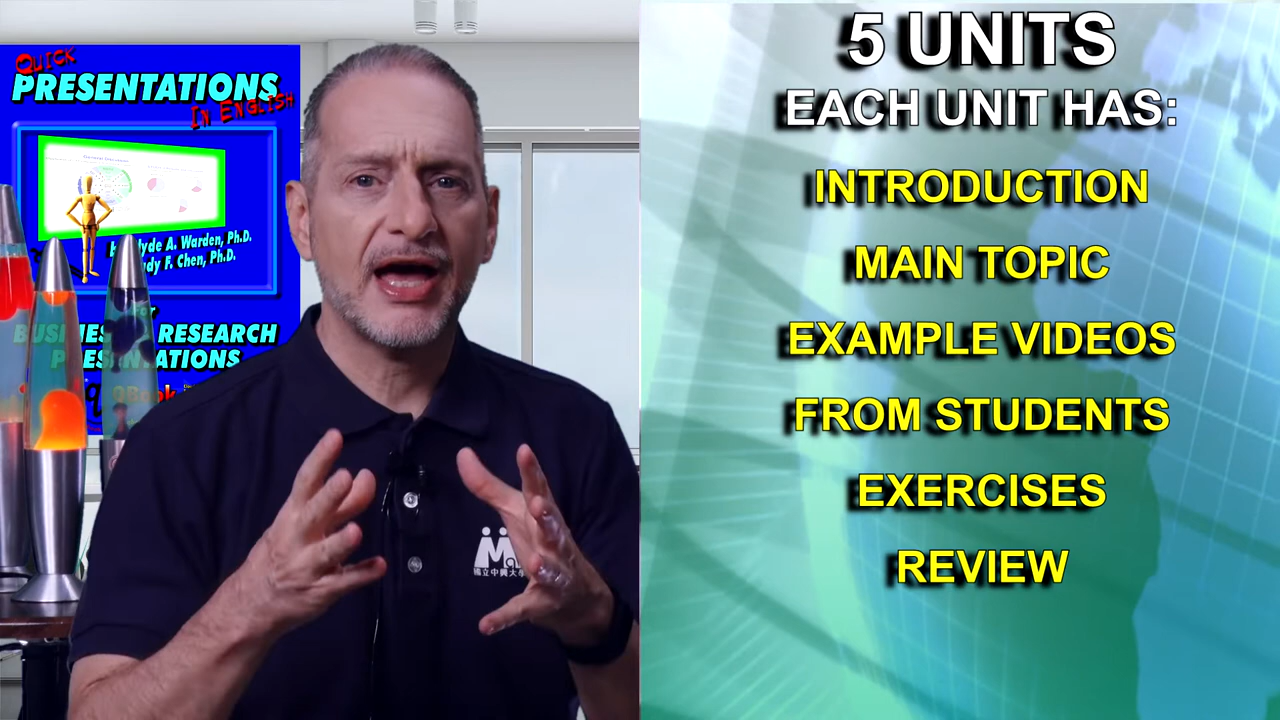 QUICK
PRESENTATIONS
IN ENGLISH
Clyde A. Warden, Ph.D.
Judy F. Chen, Ph.D.
RESEARCH
5 UNITS
EACH UNIT HAS:
INTRODUCTION
MAIN TOPIC
EXAMPLE VIDEOS
FROM STUDENTS
EXERCISES
REVIEW